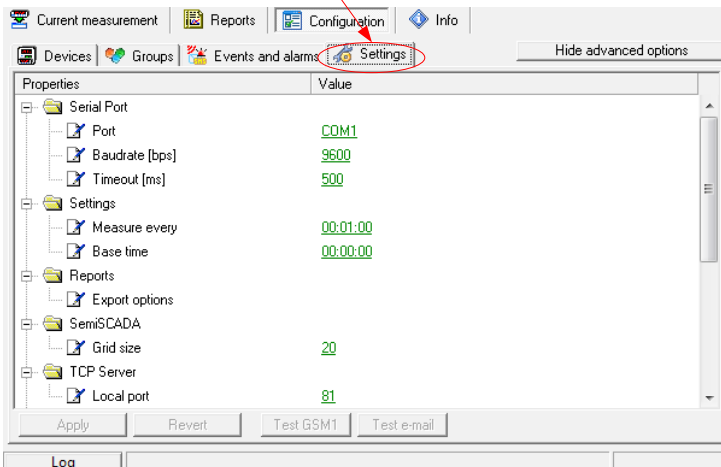 Current measurement Reports Configuration Info
Devices Groups Events and alarms Settings Hide advanced options
Properties Value
Serial Port
Port COM1
Baudrate [bps] 9600
Timeout [ms] 500
Settings
Measure every 00:01:00
Base time 00:00:00
Reports
Export options
SemiSCADA
Grid size 20
TCP Server
Local port 81
Apply Revert Test GSM1 Test e-mail
Log